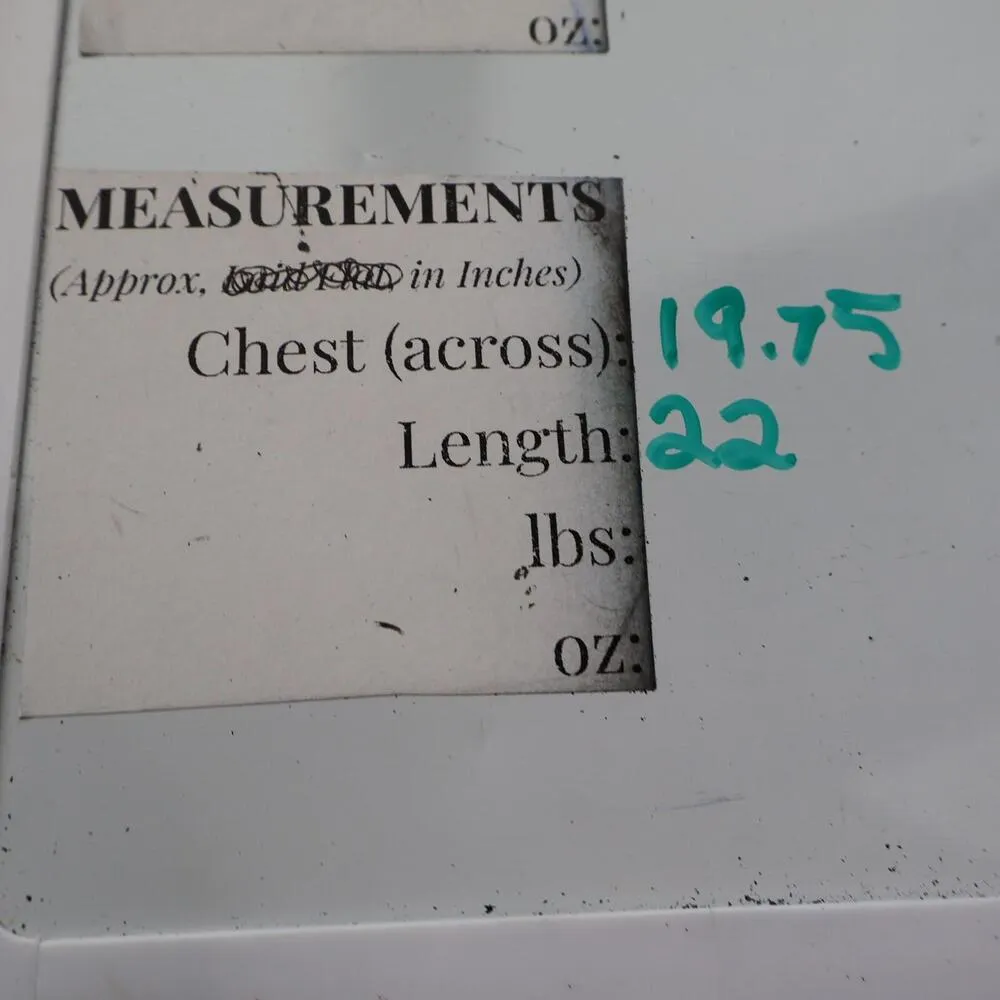 oz:
MEASUREMENTS
(Approx, in Inches)
Chest (across): 19.75
Length: 22
lbs:
oz: